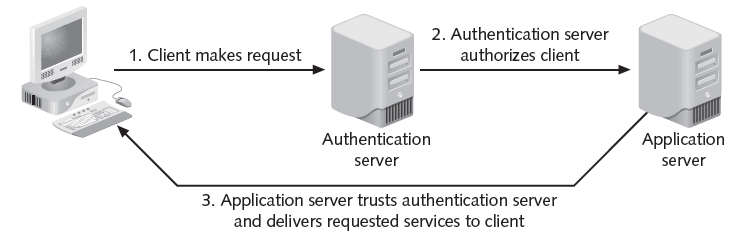 1. Client makes request
2. Authentication server
authorizes client
Authentication
server
Application
server
3. Application server trusts authentication server
and delivers requested services to client